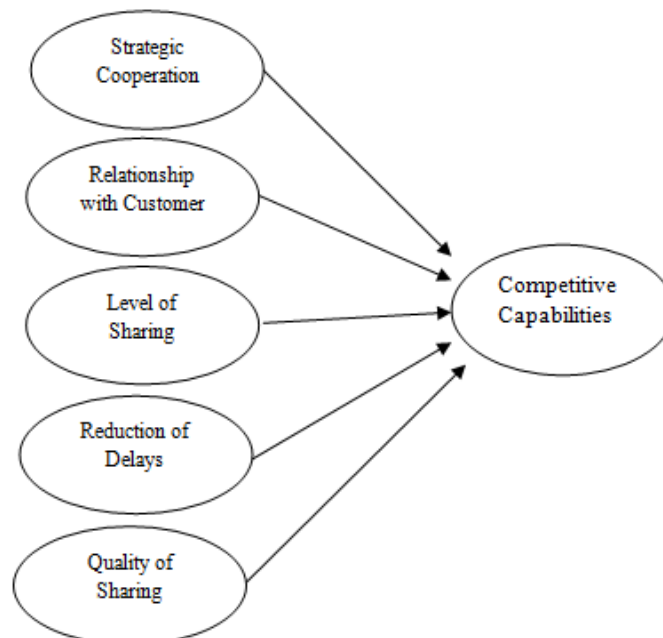 Strategic
Cooperation
Relationship
with Customer
Level of
Sharing
Reduction of
Delays
Quality of
Sharing
Competitive
Capabilities